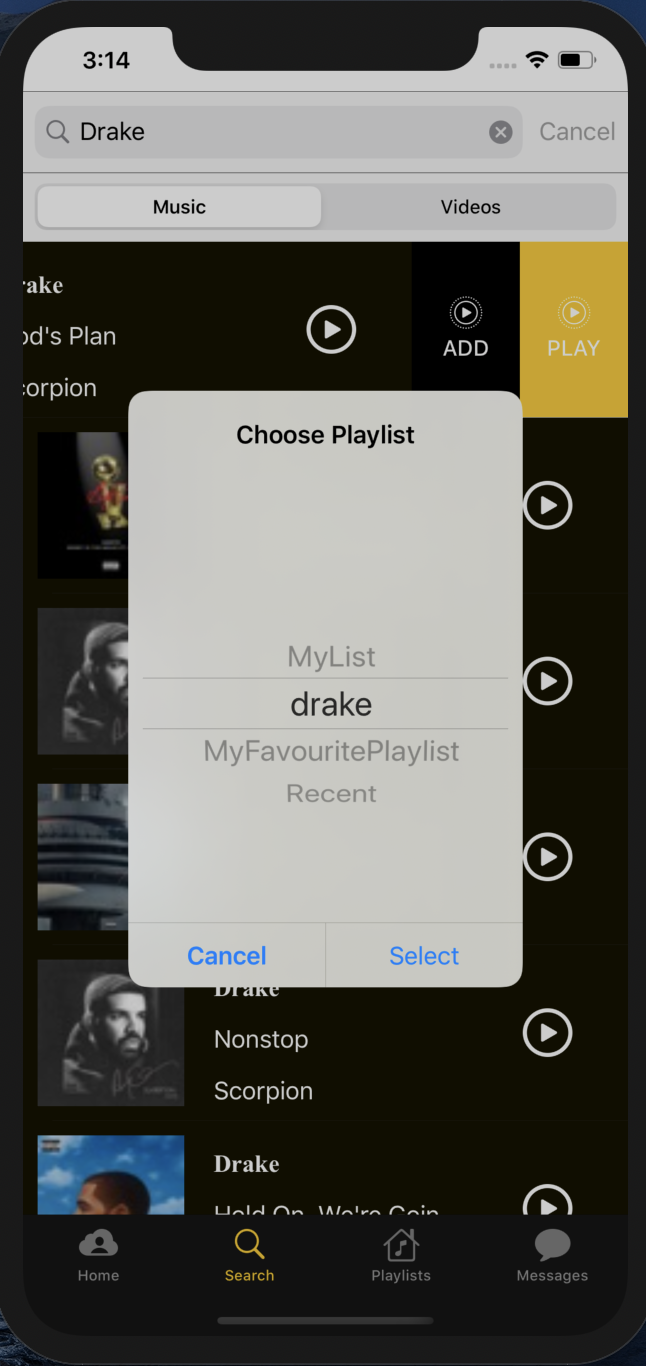 3:14
Drake
Cancel
Music
Videos
rake
od's Plan
corpion
ADD
PLAY
Choose Playlist
MyList
drake
MyFavouritePlaylist
Recent
Cancel
Select
Drake
Nonstop
Scorpion
Drake
Hold On, We're Goin
Home
Search
Playlists
Messages